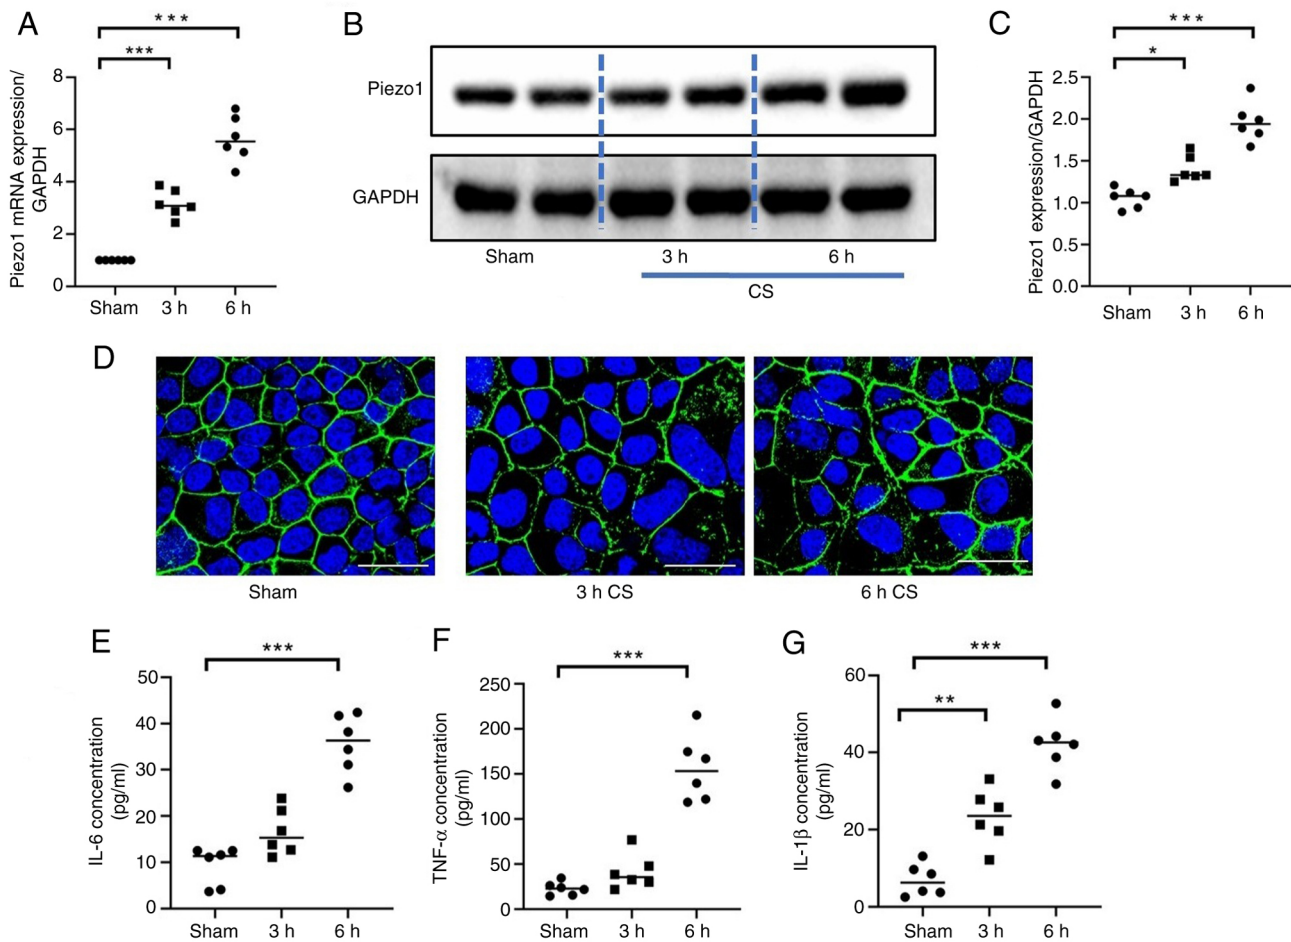 A
***
***
Piezo1 mRNA expression/
GAPDH
8
6
4
2
0
Sham 3 h 6 h
B
Piezo1
GAPDH
Sham 3 h 6 h
CS
C
***
*
Piezo1 expression/GAPDH
2.5
2.0
1.5
1.0
0.5
0.0
Sham 3 h 6 h
D
Sham 3 h CS 6 h CS
E
***
IL-6 concentration
(pg/ml)
50
40
30
20
10
0
Sham 3 h 6 h
F
***
TNF-α concentration
(pg/ml)
250
200
150
100
50
0
Sham 3 h 6 h
G
***
**
IL-1β concentration
(pg/ml)
60
40
20
0
Sham 3 h 6 h